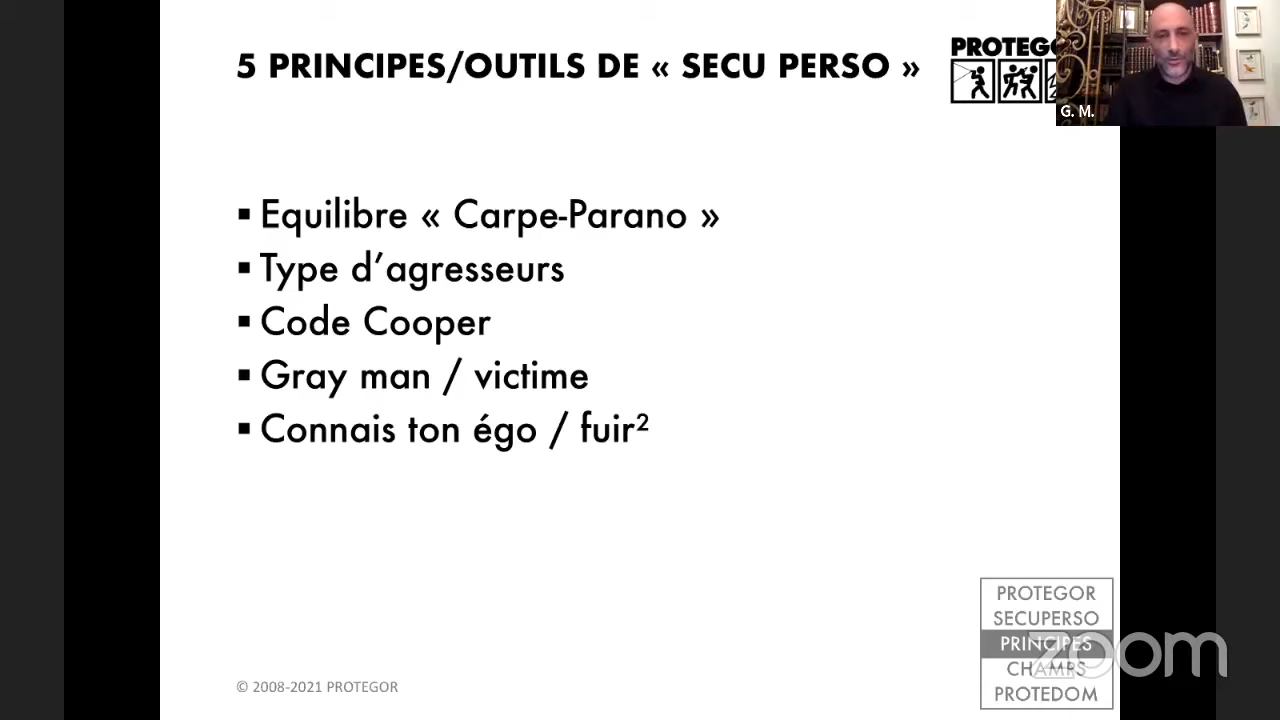 5 PRINCIPES/OUTILS DE « SECU PERSO »
PROTEGO
G. M.
▪ Equilibre « Carpe-Parano »
▪ Type d’agresseurs
▪ Code Cooper
▪ Gray man / victime
▪ Connais ton égo / fuir²
PROTEGOR
SECUPERSO
PRINCIPES
CHAMPS
PROTEDOM
zoom
© 2008-2021 PROTEGOR